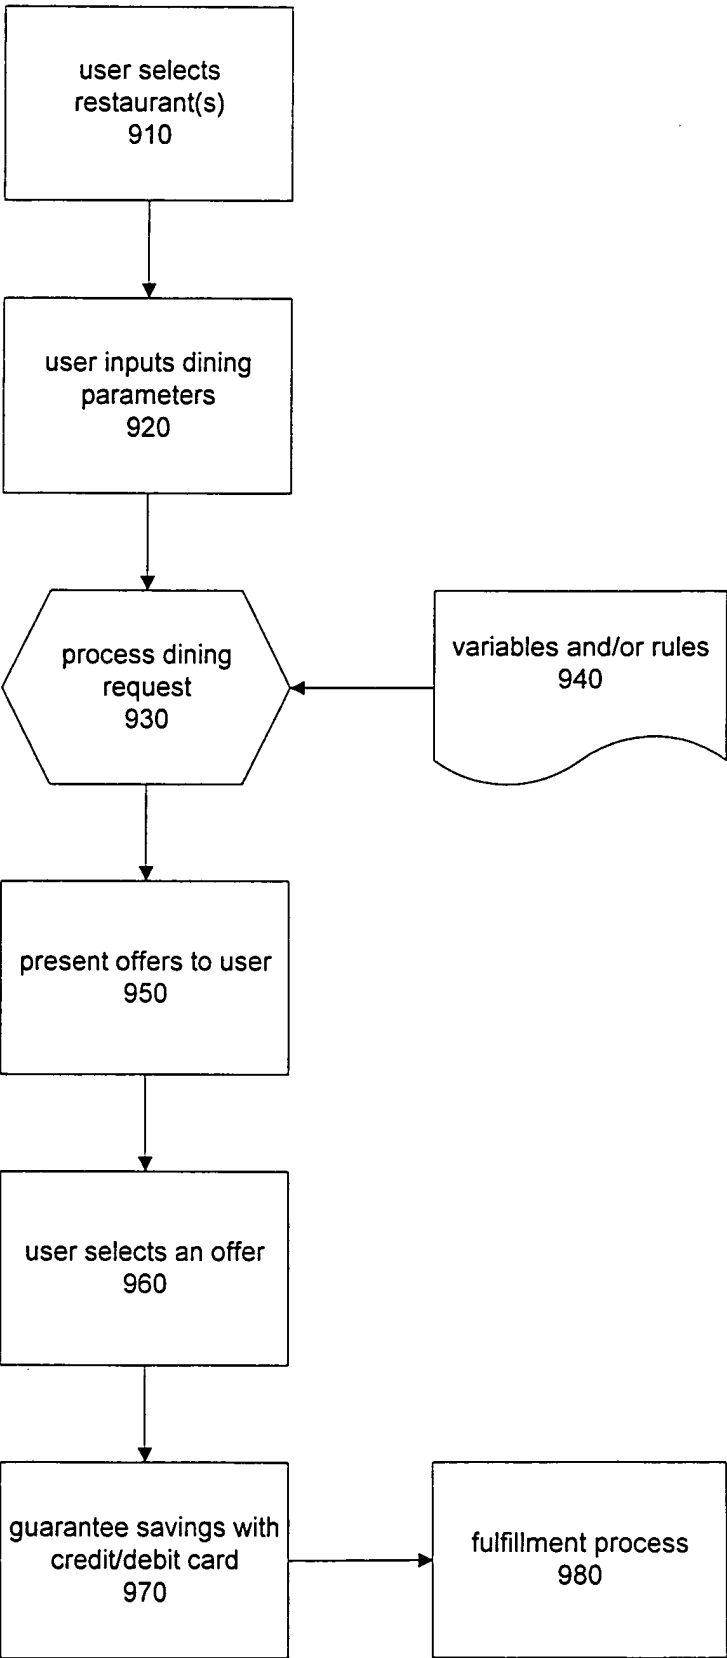 user selects
restaurant(s)
910
user inputs dining
parameters
920
process dining
request
930
variables and/or rules
940
present offers to user
950
user selects an offer
960
guarantee savings with
credit/debit card
970
fulfillment process
980